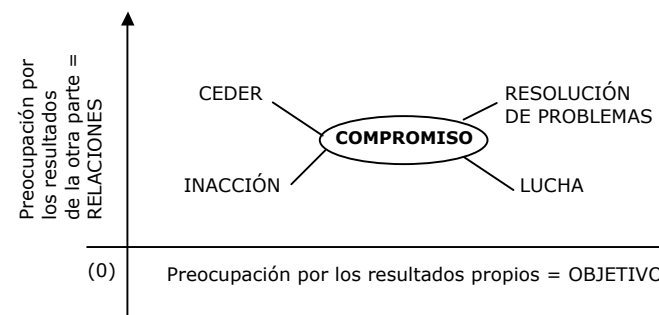 Preocupación por
los resultados
de la otra parte =
RELACIONES
CEDER
RESOLUCIÓN
DE PROBLEMAS
COMPROMISO
INACCIÓN
LUCHA
(0)
Preocupación por los resultados propios = OBJETIVO